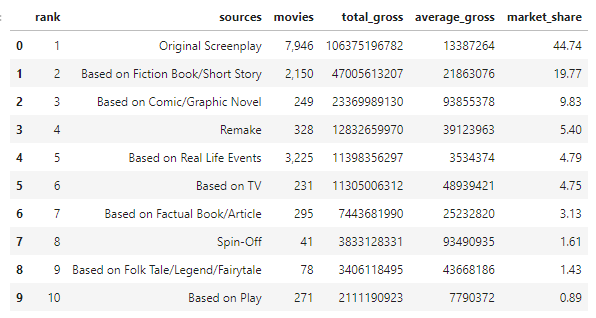 rank sources movies total_gross average_gross market_share
0 1 Original Screenplay 7,946 106375196782 13387264 44.74
1 2 Based on Fiction Book/Short Story 2,150 47005613207 21863076 19.77
2 3 Based on Comic/Graphic Novel 249 23369989130 93855378 9.83
3 4 Remake 328 12832659970 39123963 5.40
4 5 Based on Real Life Events 3,225 11398356297 3534374 4.79
5 6 Based on TV 231 11305006312 48939421 4.75
6 7 Based on Factual Book/Article 295 7443681990 25232820 3.13
7 8 Spin-Off 41 3833128331 93490935 1.61
8 9 Based on Folk Tale/Legend/Fairytale 78 3406118495 43668186 1.43
9 10 Based on Play 271 2111190923 7790372 0.89